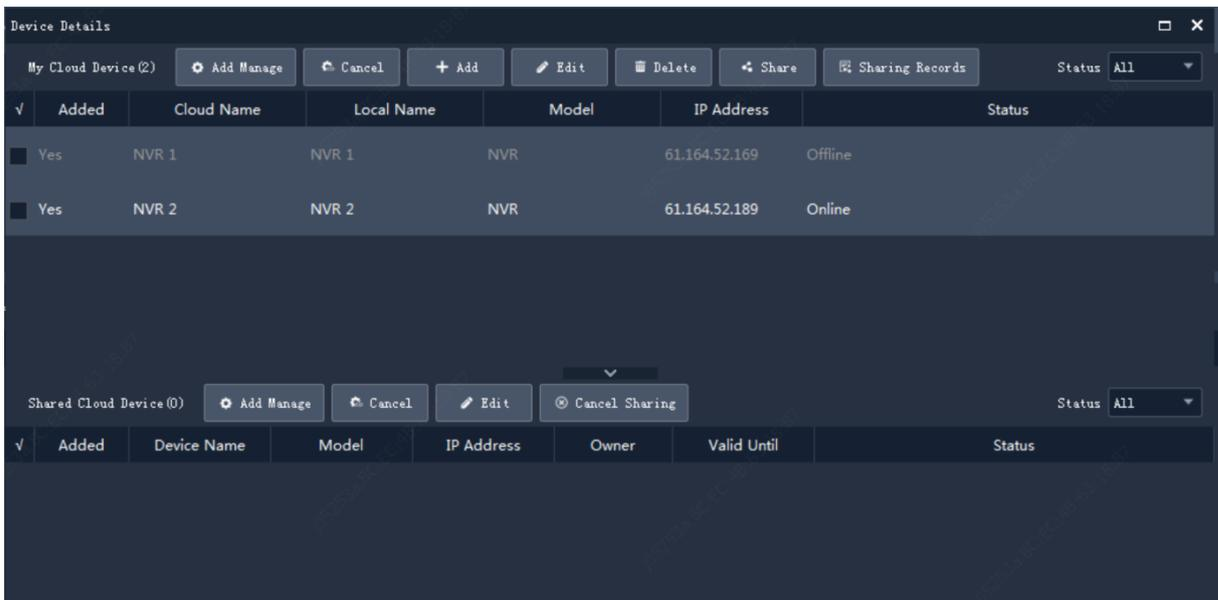 Device Details
My Cloud Device(2) Add Manage Cancel Add Edit Delete Share Sharing Records Status All
√ Added Cloud Name Local Name Model IP Address Status
Yes NVR 1 NVR 1 NVR 61.164.52.169 Offline
Yes NVR 2 NVR 2 NVR 61.164.52.189 Online
Shared Cloud Device(0) Add Manage Cancel Edit Cancel Sharing Status All
√ Added Device Name Model IP Address Owner Valid Until Status